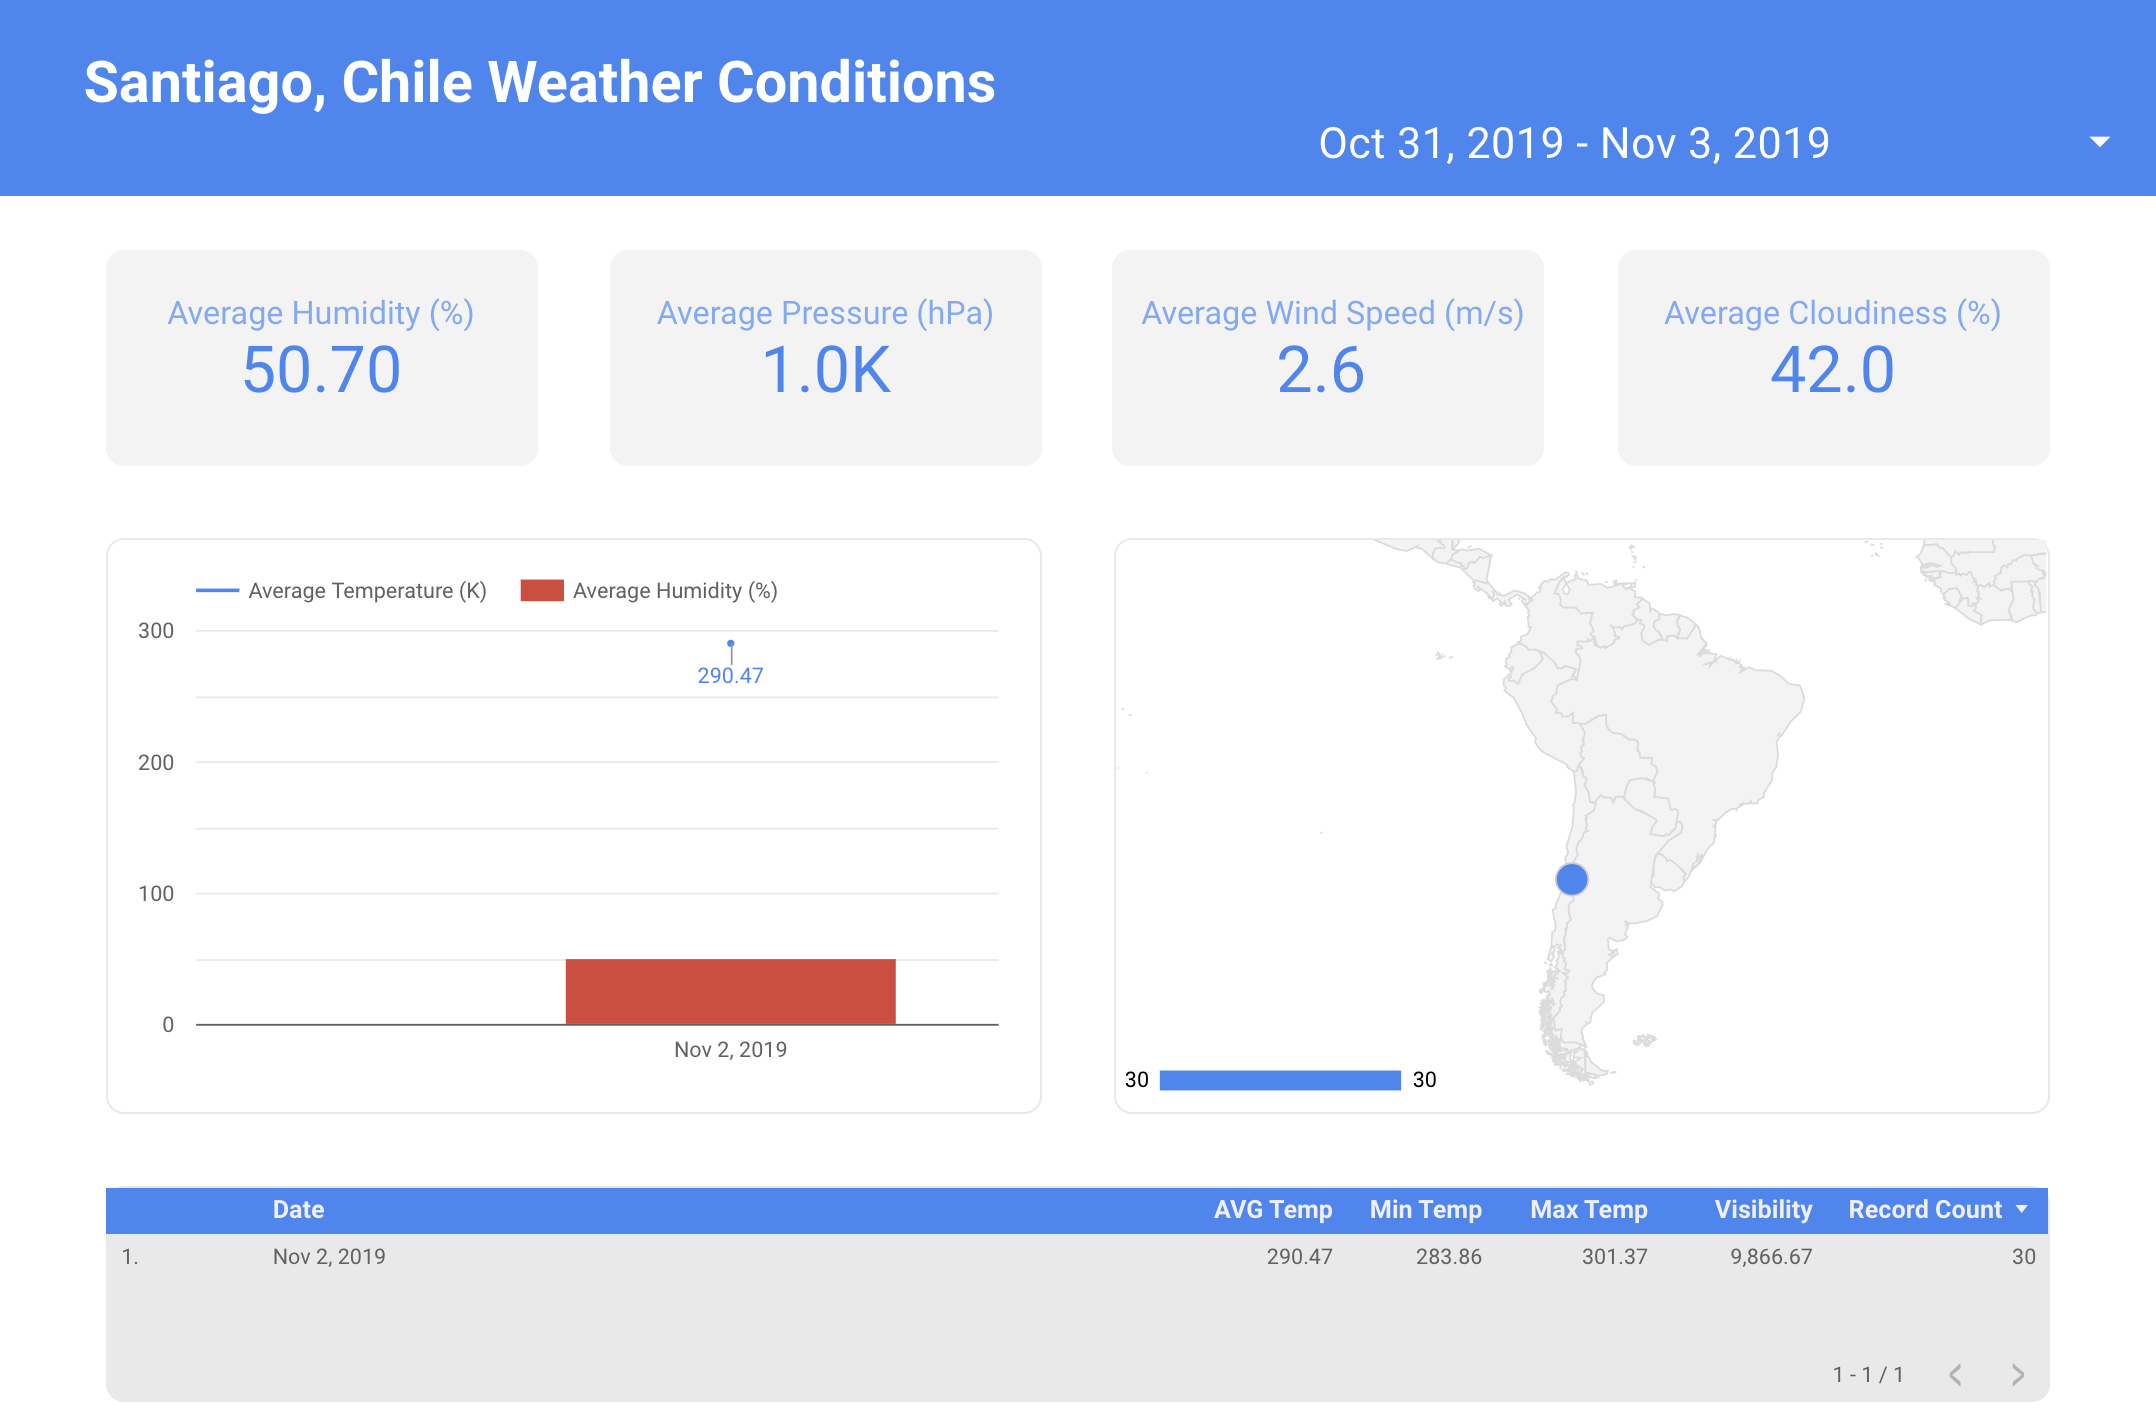 Santiago, Chile Weather Conditions
Oct 31, 2019 - Nov 3, 2019
Average Humidity (%)
50.70
Average Pressure (hPa)
1.0K
Average Wind Speed (m/s)
2.6
Average Cloudiness (%)
42.0
Average Temperature (K) Average Humidity (%)
300
290.47
200
100
0
Nov 2, 2019
30 30
Date AVG Temp Min Temp Max Temp Visibility Record Count
1. Nov 2, 2019 290.47 283.86 301.37 9,866.67 30
1 - 1 / 1